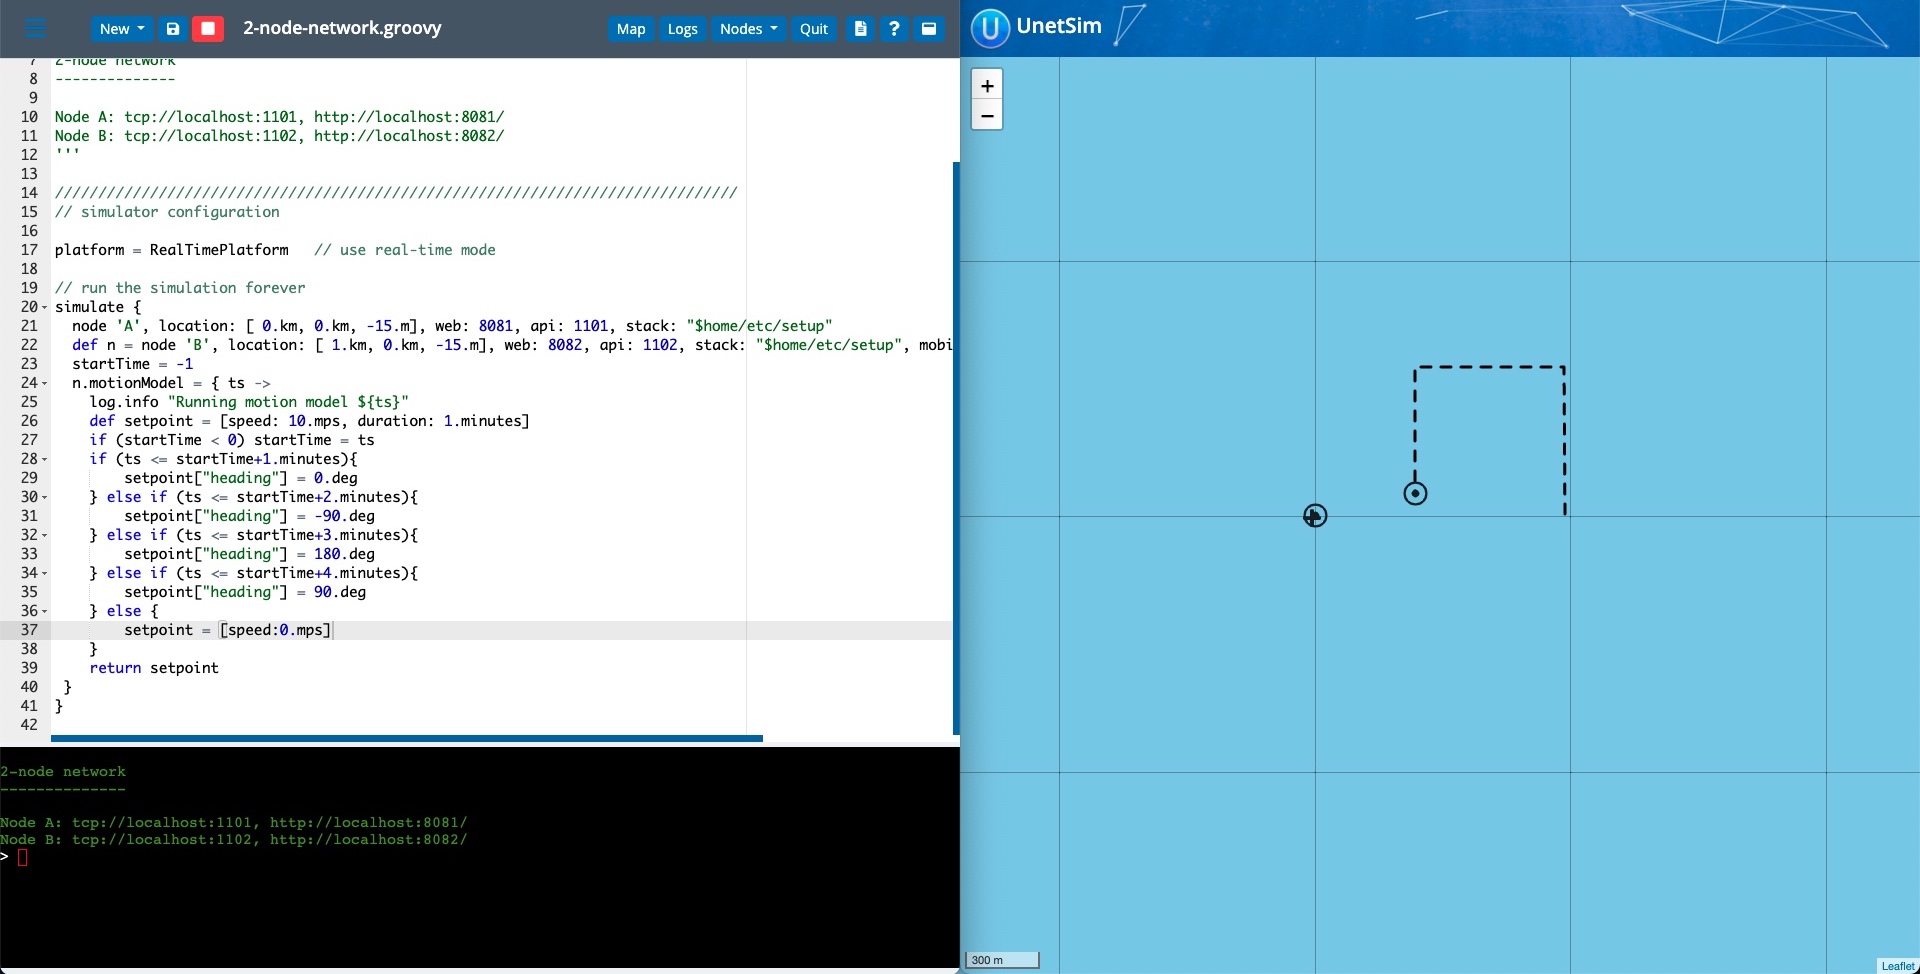 New
2-node-network.groovy
Map
Logs
Nodes
Quit
?
U
UnetSim
7 2-node network
8 --------------
9
10 Node A: tcp://localhost:1101, http://localhost:8081/
11 Node B: tcp://localhost:1102, http://localhost:8082/
12 '''
13
14 ///////////////////////////////////////////////////////////////////////////////
15 // simulator configuration
16
17 platform = RealTimePlatform   // use real-time mode
18
19 // run the simulation forever
20 simulate {
21   node 'A', location: [ 0.km, 0.km, -15.m], web: 8081, api: 1101, stack: "$home/etc/setup"
22   def n = node 'B', location: [ 1.km, 0.km, -15.m], web: 8082, api: 1102, stack: "$home/etc/setup", mobi
23   startTime = -1
24   n.motionModel = { ts ->
25     log.info "Running motion model ${ts}"
26     def setpoint = [speed: 10.mps, duration: 1.minutes]
27     if (startTime < 0) startTime = ts
28     if (ts <= startTime+1.minutes){
29         setpoint["heading"] = 0.deg
30     } else if (ts <= startTime+2.minutes){
31         setpoint["heading"] = -90.deg
32     } else if (ts <= startTime+3.minutes){
33         setpoint["heading"] = 180.deg
34     } else if (ts <= startTime+4.minutes){
35         setpoint["heading"] = 90.deg
36     } else {
37         setpoint = [speed:0.mps]
38     }
39     return setpoint
40  }
41 }
42
2-node network
--------------
Node A: tcp://localhost:1101, http://localhost:8081/
Node B: tcp://localhost:1102, http://localhost:8082/
>
+
−
300 m
Leaflet